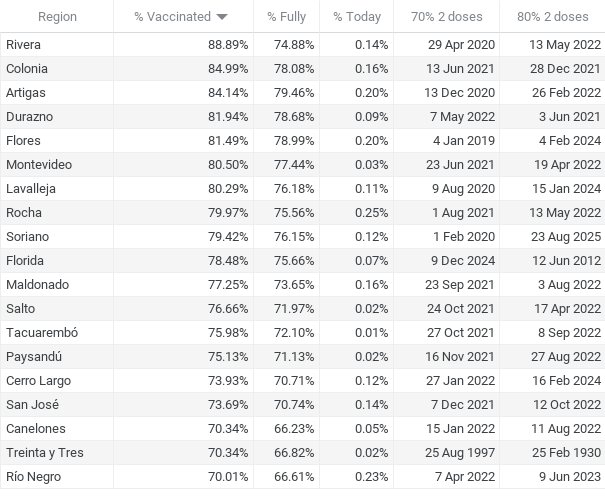 Region % Vaccinated % Fully % Today 70% 2 doses 80% 2 doses
Rivera 88.89% 74.88% 0.14% 29 Apr 2020 13 May 2022
Colonia 84.99% 78.08% 0.16% 13 Jun 2021 28 Dec 2021
Artigas 84.14% 79.46% 0.20% 13 Dec 2020 26 Feb 2022
Durazno 81.94% 78.68% 0.09% 7 May 2022 3 Jun 2021
Flores 81.49% 78.99% 0.20% 4 Jan 2019 4 Feb 2024
Montevideo 80.50% 77.44% 0.03% 23 Jun 2021 19 Apr 2022
Lavalleja 80.29% 76.18% 0.11% 9 Aug 2020 15 Jan 2024
Rocha 79.97% 75.56% 0.25% 1 Aug 2021 13 May 2022
Soriano 79.42% 76.15% 0.12% 1 Feb 2020 23 Aug 2025
Florida 78.48% 75.66% 0.07% 9 Dec 2024 12 Jun 2012
Maldonado 77.25% 73.65% 0.16% 23 Sep 2021 3 Aug 2022
Salto 76.66% 71.97% 0.02% 24 Oct 2021 17 Apr 2022
Tacuarembó 75.98% 72.10% 0.01% 27 Oct 2021 8 Sep 2022
Paysandú 75.13% 71.13% 0.02% 16 Nov 2021 27 Aug 2022
Cerro Largo 73.93% 70.71% 0.12% 27 Jan 2022 16 Feb 2024
San José 73.69% 70.74% 0.14% 7 Dec 2021 12 Oct 2022
Canelones 70.34% 66.23% 0.05% 15 Jan 2022 11 Aug 2022
Treinta y Tres 70.34% 66.82% 0.02% 25 Aug 1997 25 Feb 1930
Río Negro 70.01% 66.61% 0.23% 7 Apr 2022 9 Jun 2023